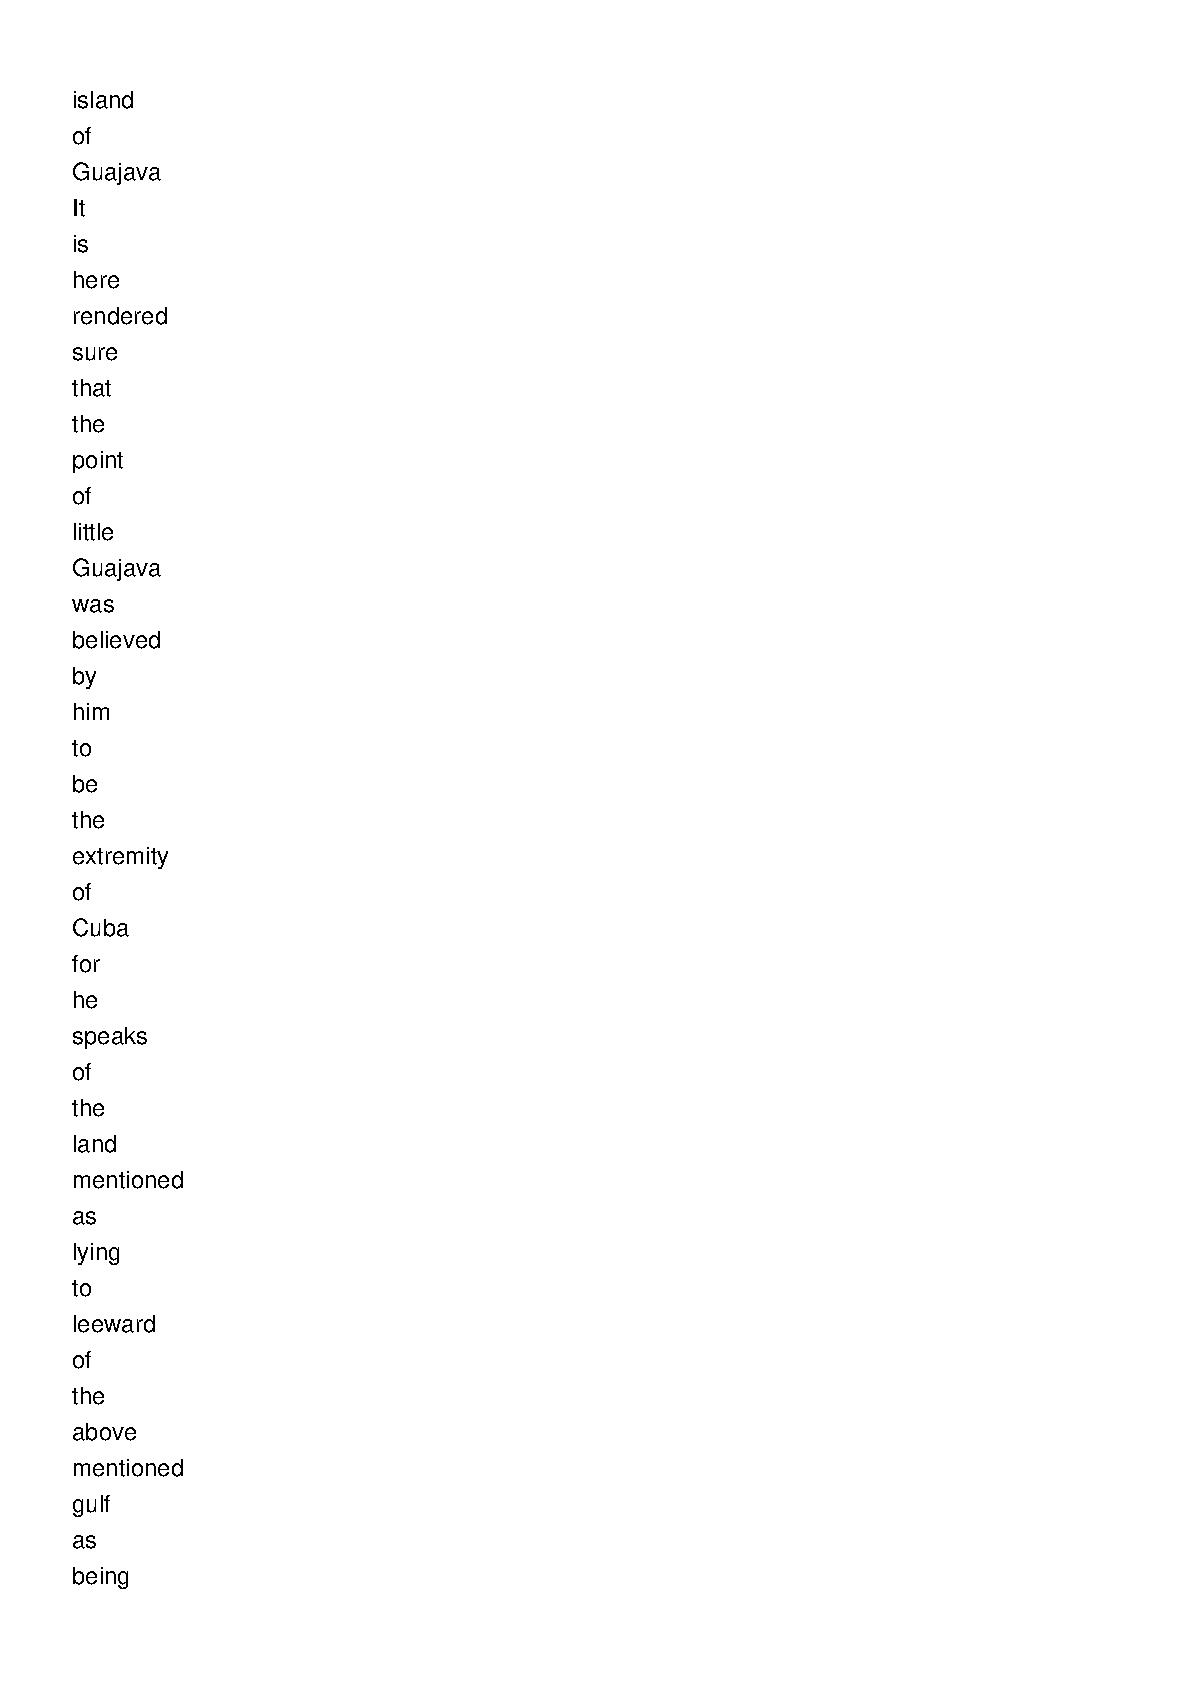 island
of
Guajava
It
is
here
rendered
sure
that
the
point
of
little
Guajava
was
believed
by
him
to
be
the
extremity
of
Cuba
for
he
speaks
of
the
land
mentioned
as
lying
to
leeward
of
the
above
mentioned
gulf
as
being